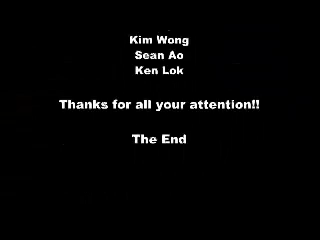 Kim Wong
Sean Ao
Ken Lok
Thanks for all your attention!!
The End